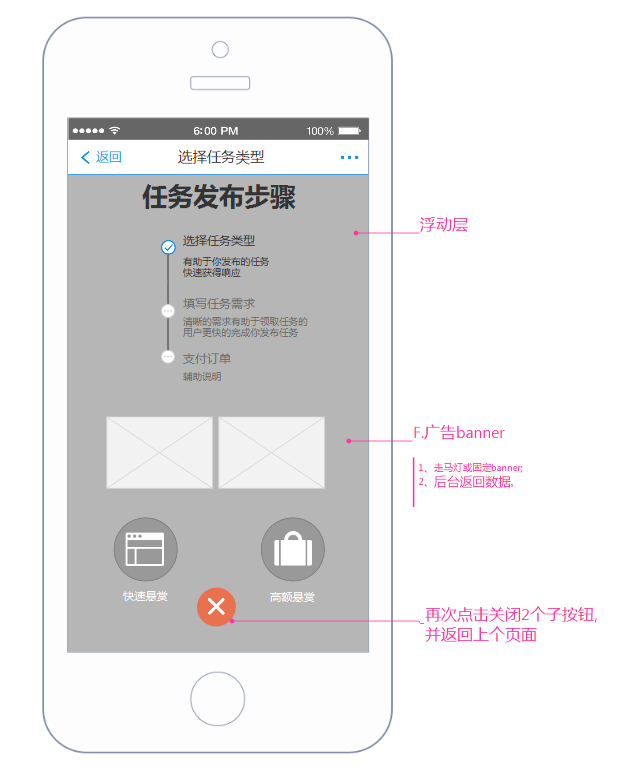 6:00 PM
100%
返回
选择任务类型
任务发布步骤
浮动层
选择任务类型
有助于你发布的任务
快速获得响应
填写任务需求
清晰的需求有助于领取任务的
用户更快的完成你发布任务
支付订单
辅助说明
F.广告banner
1、走马灯或固定banner;
2、后台返回数据。
快速悬赏
高额悬赏
再次点击关闭2个子按钮,
并返回上个页面